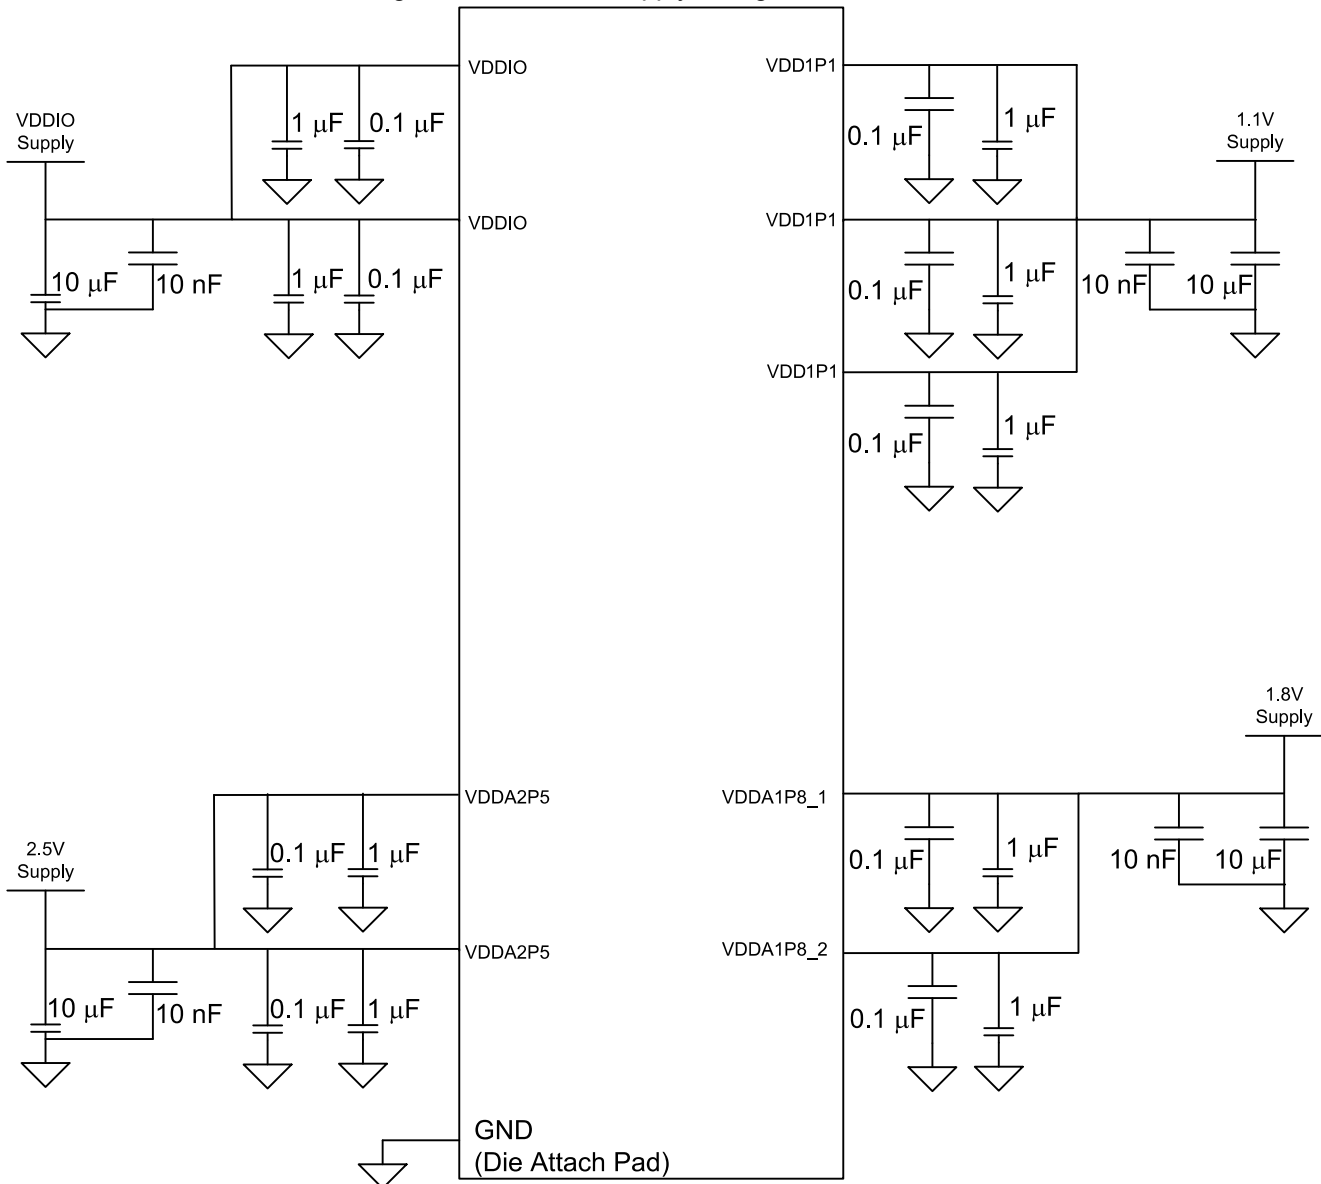 VDDIO
1 µF
0.1 µF
VDDIO
Supply
VDDIO
10 µF
10 nF
1 µF
0.1 µF
VDD1P1
0.1 µF
1 µF
1.1V
Supply
VDD1P1
0.1 µF
1 µF
10 nF
10 µF
VDD1P1
0.1 µF
1 µF
VDDA2P5
0.1 µF
1 µF
2.5V
Supply
VDDA2P5
10 µF
10 nF
0.1 µF
1 µF
1.8V
Supply
VDDA1P8_1
0.1 µF
1 µF
10 nF
10 µF
VDDA1P8_2
0.1 µF
1 µF
GND
(Die Attach Pad)